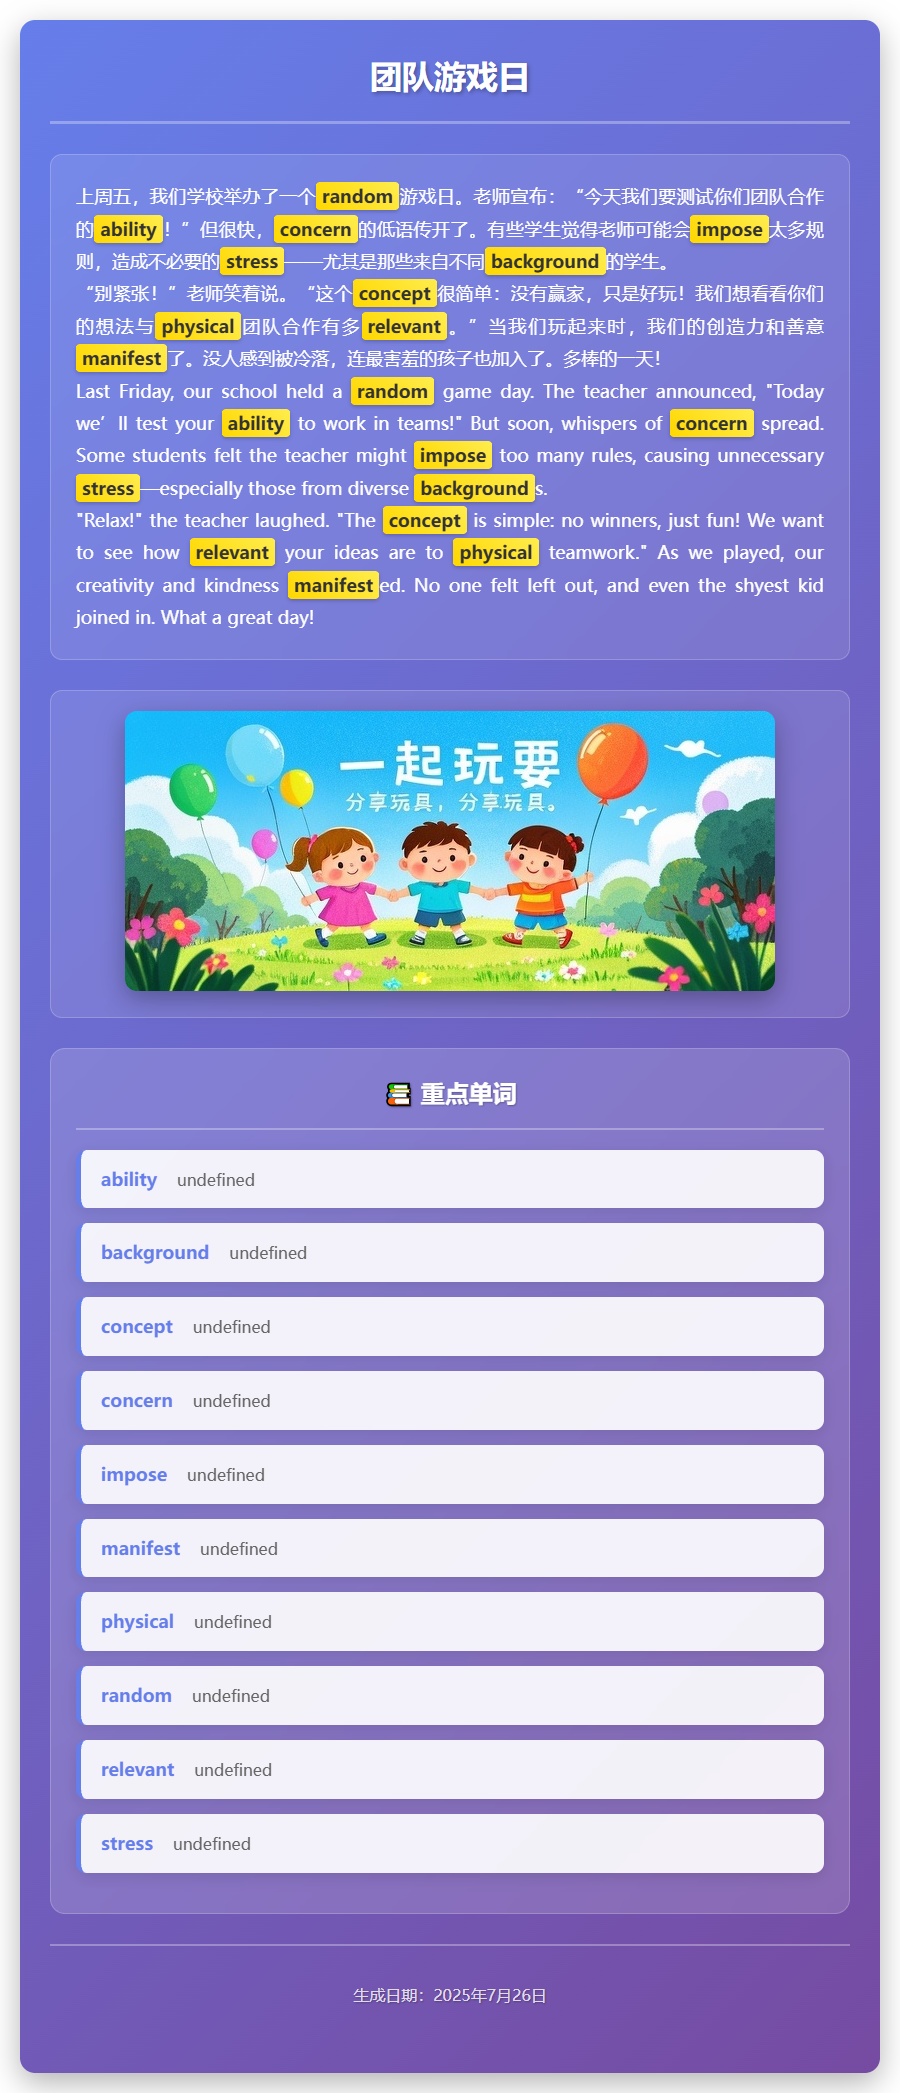 团队游戏日
上周五，我们学校举办了一个random游戏日。老师宣布：“今天我们要测试你们团队合作
的ability！”但很快，concern的低语传开了。有些学生觉得老师可能会impose太多规
则，造成不必要的stress——尤其是那些来自不同background的学生。
“别紧张！”老师笑着说。“这个concept很简单：没有赢家，只是好玩！我们想看看你们
的想法与physical团队合作有多relevant。”当我们玩起来时，我们的创造力和善意
manifest了。没人感到被冷落，连最害羞的孩子也加入了。多棒的一天！
Last Friday, our school held a random game day. The teacher announced, "Today
we’ll test your ability to work in teams!" But soon, whispers of concern spread.
Some students felt the teacher might impose too many rules, causing unnecessary
stress—especially those from diverse backgrounds.
"Relax!" the teacher laughed. "The concept is simple: no winners, just fun! We want
to see how relevant your ideas are to physical teamwork." As we played, our
creativity and kindness manifested. No one felt left out, and even the shyest kid
joined in. What a great day!
一起玩要
分享玩具，分享玩具。
📚 重点单词
ability undefined
background undefined
concept undefined
concern undefined
impose undefined
manifest undefined
physical undefined
random undefined
relevant undefined
stress undefined
生成日期：2025年7月26日